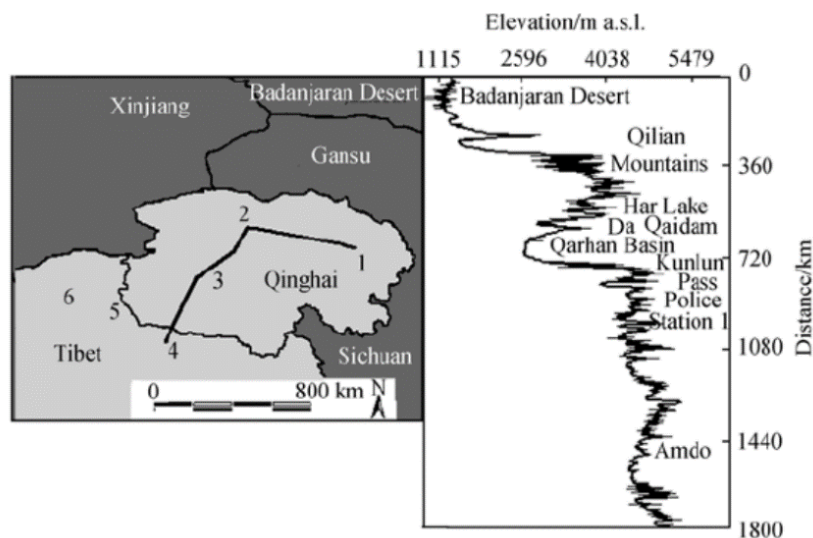 Elevation/m a.s.l.
1115 2596 4038 5479
0
Badanjaran Desert
Badanjaran Desert
Xinjiang
Qilian
Gansu
Mountains
360
2
Har Lake
Da Qaidam
1
Qarhan Basin
720
Kunlun
3
Qinghai
Pass
6
5
Police
Station 1
Distance/km
4
Tibet
Sichuan
1080
0 800 km N
1440
Amdo
1800